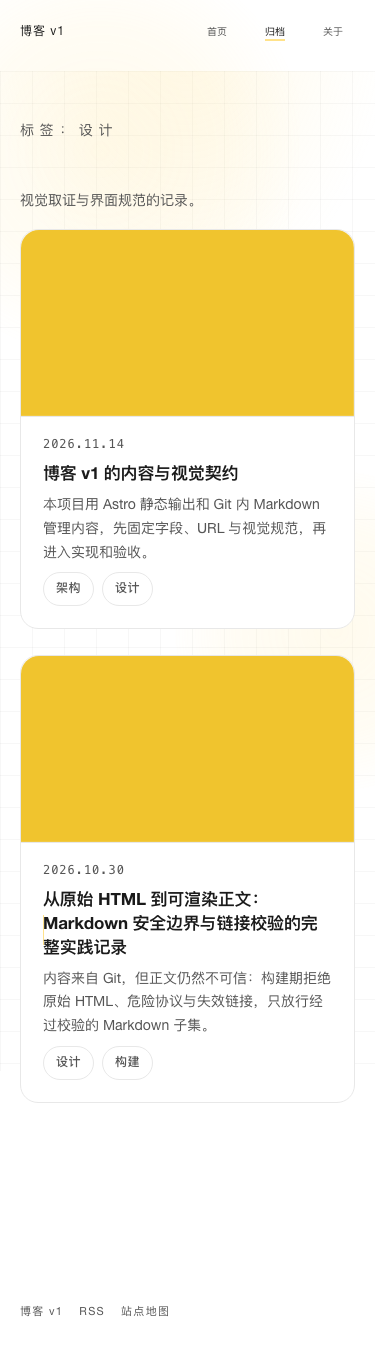 博客 v1 首页 归档 关于
标签：设计
视觉取证与界面规范的记录。
2026.11.14
博客 v1 的内容与视觉契约
本项目用 Astro 静态输出和 Git 内 Markdown
管理内容，先固定字段、URL 与视觉规范，再
进入实现和验收。
架构 设计
2026.10.30
从原始 HTML 到可渲染正文：
Markdown 安全边界与链接校验的完
整实践记录
内容来自 Git，但正文仍然不可信：构建期拒绝
原始 HTML、危险协议与失效链接，只放行经
过校验的 Markdown 子集。
设计 构建
博客 v1 RSS 站点地图